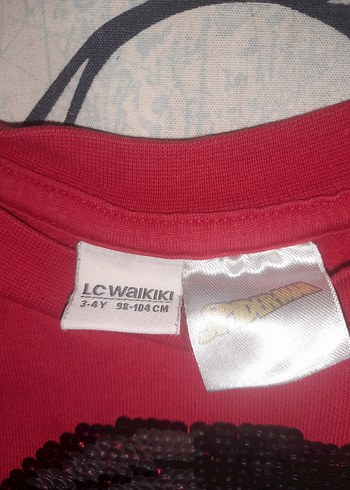 LC WAIKIKI
3-4Y 98-104 CM
SPIDER-MAN